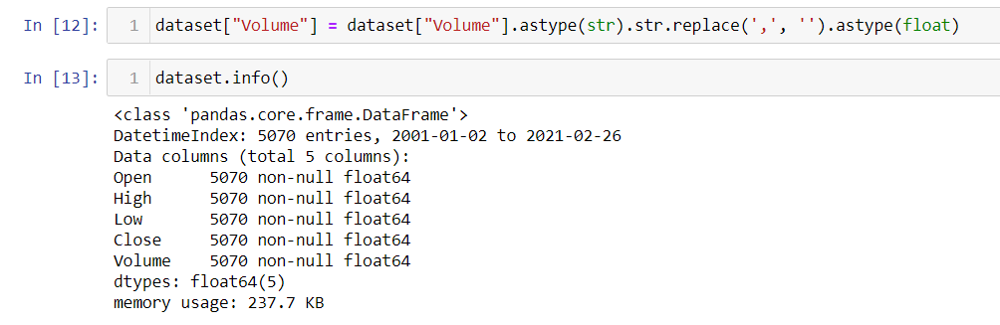 In [12]: 1 dataset["Volume"] = dataset["Volume"].astype(str).str.replace(',', '').astype(float)
In [13]: 1 dataset.info()
<class 'pandas.core.frame.DataFrame'>
DatetimeIndex: 5070 entries, 2001-01-02 to 2021-02-26
Data columns (total 5 columns):
Open      5070 non-null float64
High      5070 non-null float64
Low       5070 non-null float64
Close     5070 non-null float64
Volume    5070 non-null float64
dtypes: float64(5)
memory usage: 237.7 KB